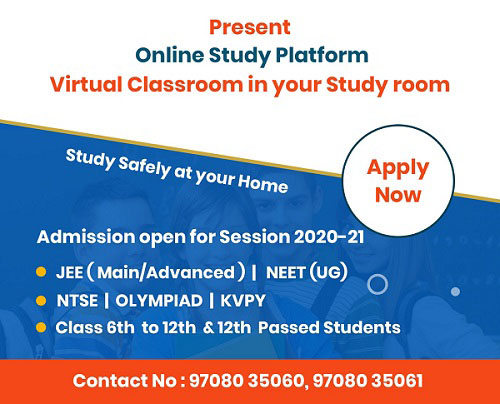 Present
Online Study Platform
Virtual Classroom in your Study room
Study Safely at your Home
Apply
Now
Admission open for Session 2020-21
JEE ( Main/Advanced ) | NEET (UG)
NTSE | OLYMPIAD | KVPY
Class 6th to 12th & 12th Passed Students
Contact No : 97080 35060, 97080 35061